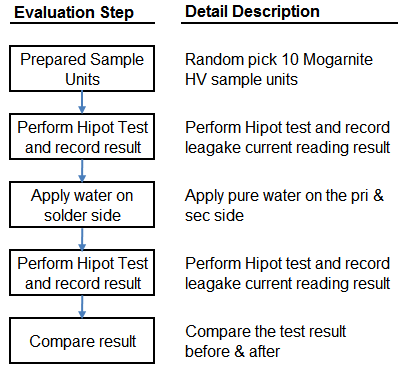 Evaluation Step
Detail Description
Prepared Sample
Units
Random pick 10 Mogarnite
HV sample units
Perform Hipot Test
and record result
Perform Hipot test and record
leagake current reading result
Apply water on
solder side
Apply pure water on the pri &
sec side
Perform Hipot Test
and record result
Perform Hipot test and record
leagake current reading result
Compare result
Compare the test result
before & after